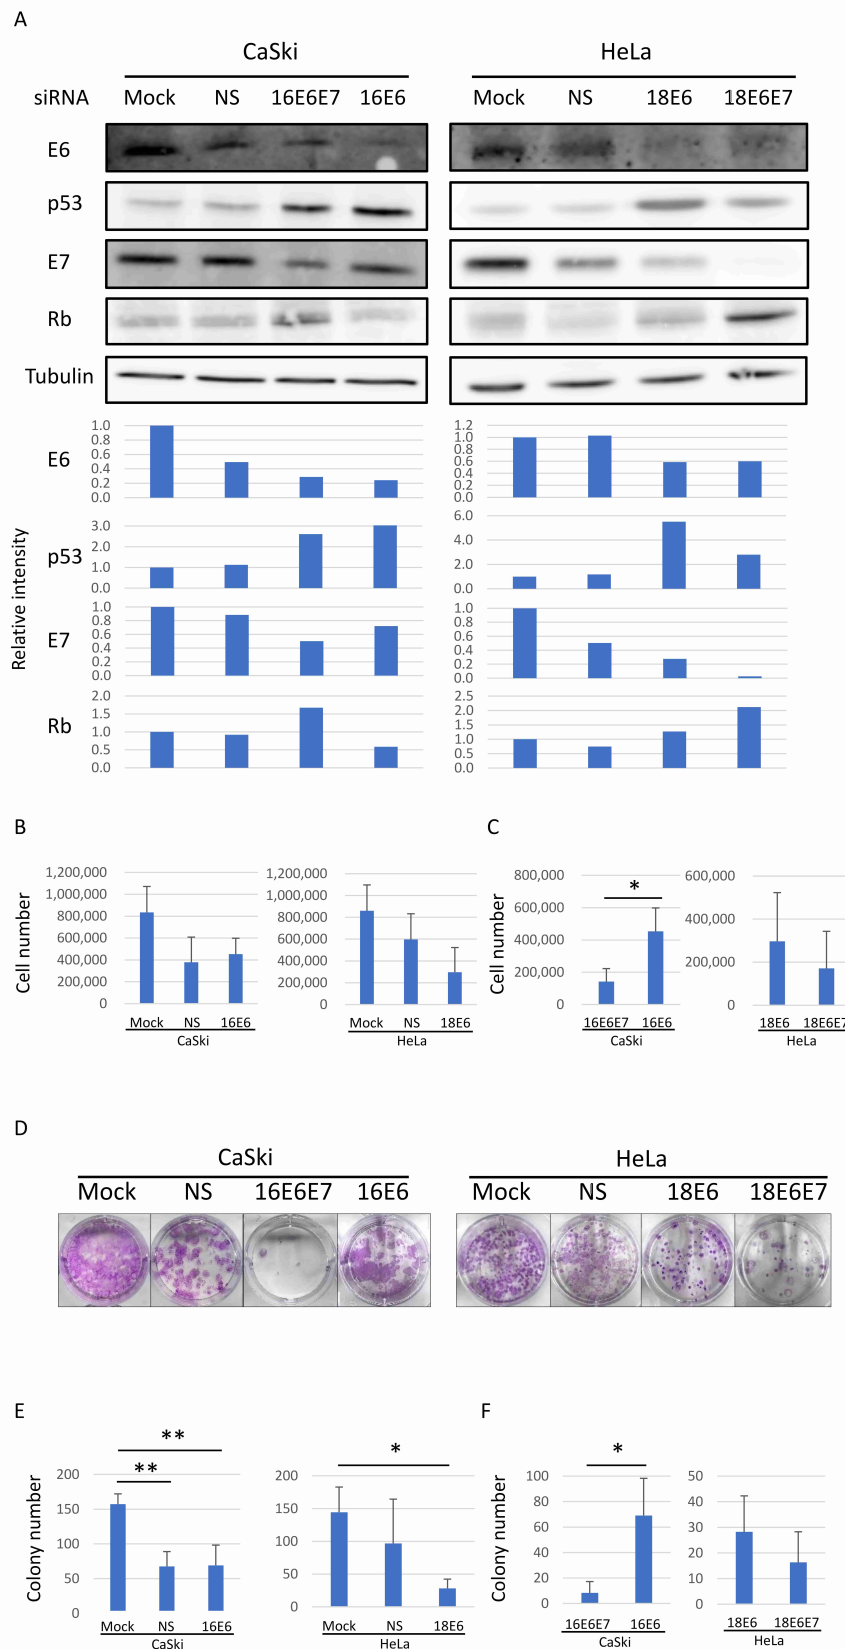 A
CaSki
HeLa
siRNA
Mock
NS
16E6E7
16E6
Mock
NS
18E6
18E6E7
E6
p53
E7
Rb
Tubulin
Relative intensity
E6
1.0
0.8
0.6
0.4
0.2
0.0
1.2
1.0
0.8
0.6
0.4
0.2
0.0
p53
3.0
2.0
1.0
0.0
6.0
4.0
2.0
0.0
E7
1.0
0.8
0.6
0.4
0.2
0.0
1.0
0.8
0.6
0.4
0.2
0.0
Rb
2.0
1.5
1.0
0.5
0.0
2.5
2.0
1.5
1.0
0.5
0.0
B
Cell number
1,200,000
1,000,000
800,000
600,000
400,000
200,000
0
Mock NS 16E6
CaSki
1,200,000
1,000,000
800,000
600,000
400,000
200,000
0
Mock NS 18E6
HeLa
C
Cell number
800,000
600,000
400,000
200,000
0
*
16E6E7 16E6
CaSki
600,000
400,000
200,000
0
18E6 18E6E7
HeLa
D
CaSki
HeLa
Mock NS 16E6E7 16E6
Mock NS 18E6 18E6E7
E
Colony number
**
**
200
150
100
50
0
Mock NS 16E6
CaSki
*
200
150
100
50
0
Mock NS 18E6
HeLa
F
Colony number
*
100
80
60
40
20
0
16E6E7 16E6
CaSki
50
40
30
20
10
0
18E6 18E6E7
HeLa